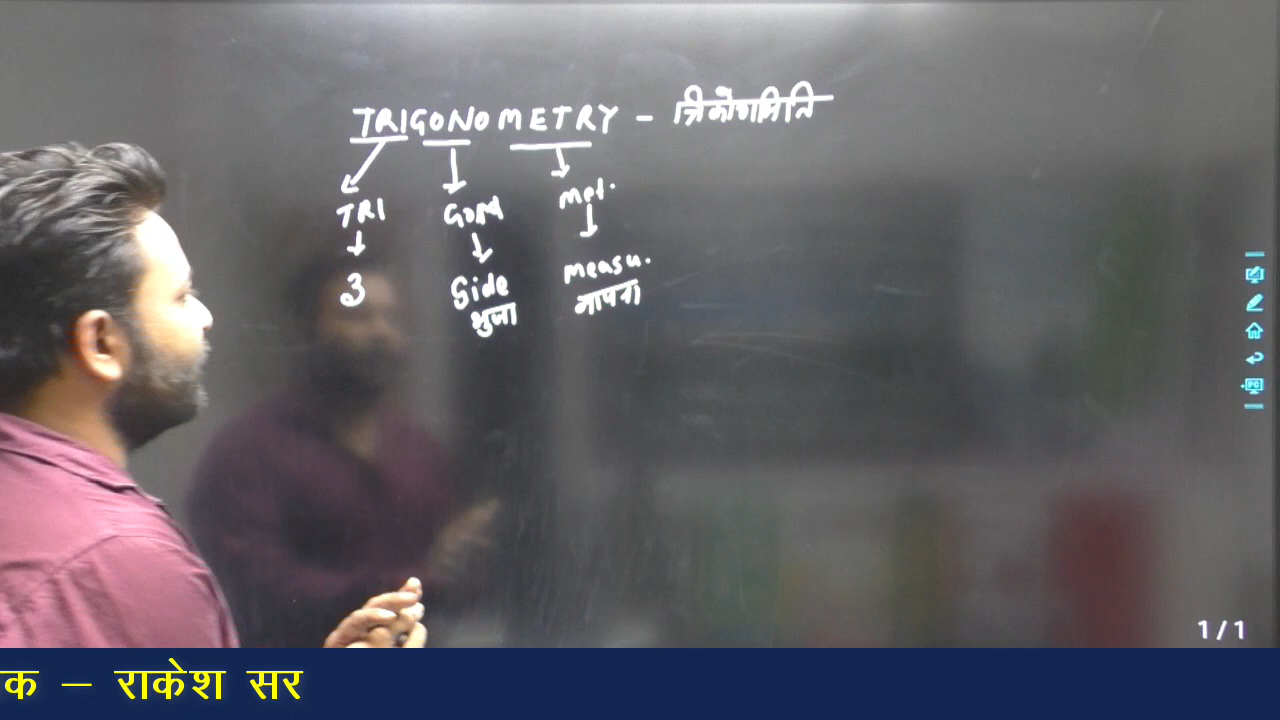 TRIGONOMETRY - त्रिकोणमिति
TRI Gon Met.
3 Side Measu.
भुजा मापना
1/1
क – राकेश सर